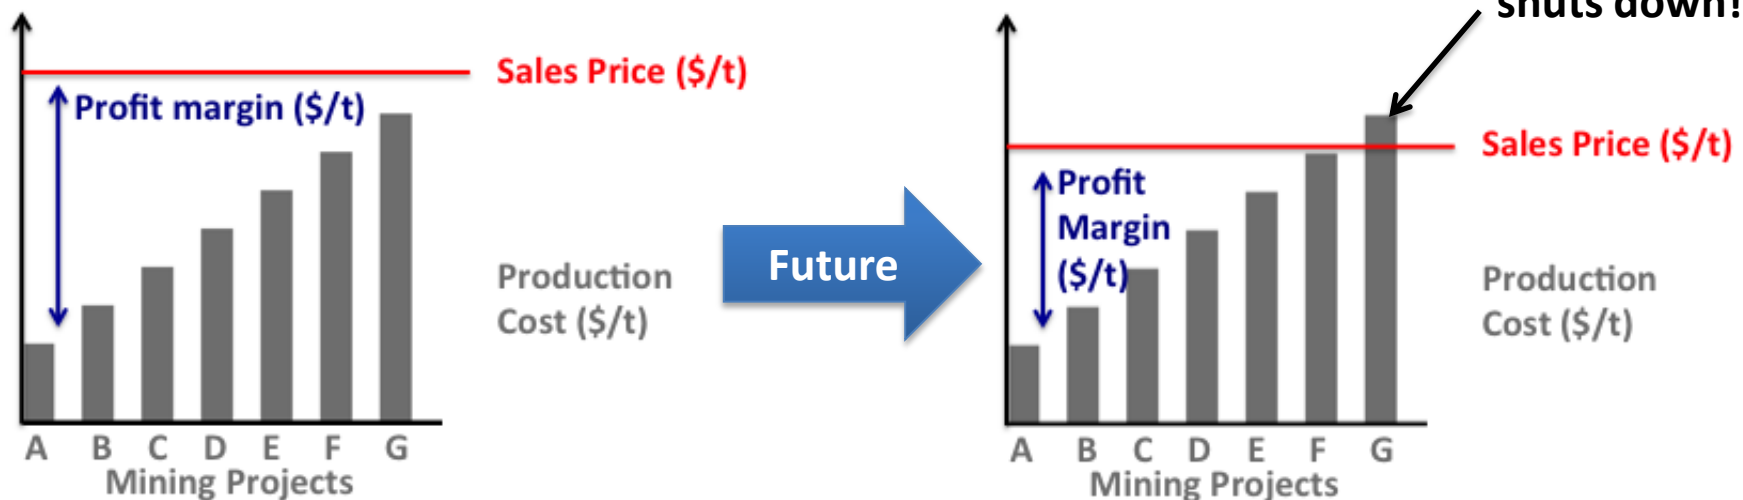 shuts down!
Sales Price ($/t)
Profit margin ($/t)
Production
Cost ($/t)
A B C D E F G
Mining Projects
Future
Sales Price ($/t)
Profit
Margin
($/t)
Production
Cost ($/t)
A B C D E F G
Mining Projects